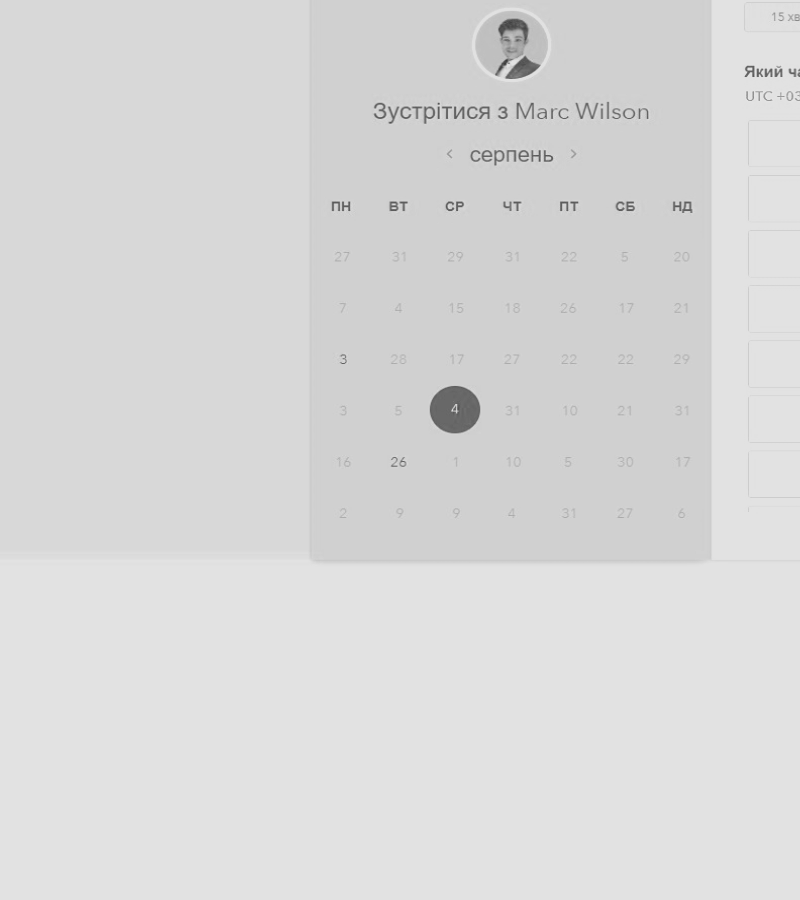 Зустрітися з Marc Wilson
серпень
ПН ВТ СР ЧТ ПТ СБ НД
27 31 29 31 22 5 20
7 4 15 18 26 17 21
3 28 17 27 22 22 29
3 5 4 31 10 21 31
16 26 1 10 5 30 17
2 9 9 4 31 27 6
15 хв
Який ча
UTC +03